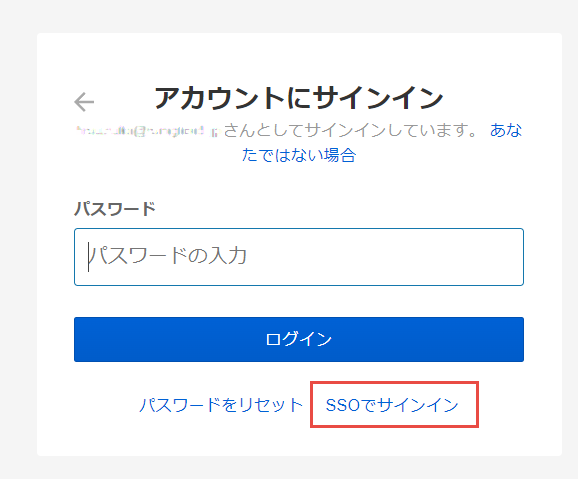 アカウントにサインイン
さんとしてサインインしています。 あな
たではない場合
パスワード
パスワードの入力
ログイン
パスワードをリセット SSOでサインイン